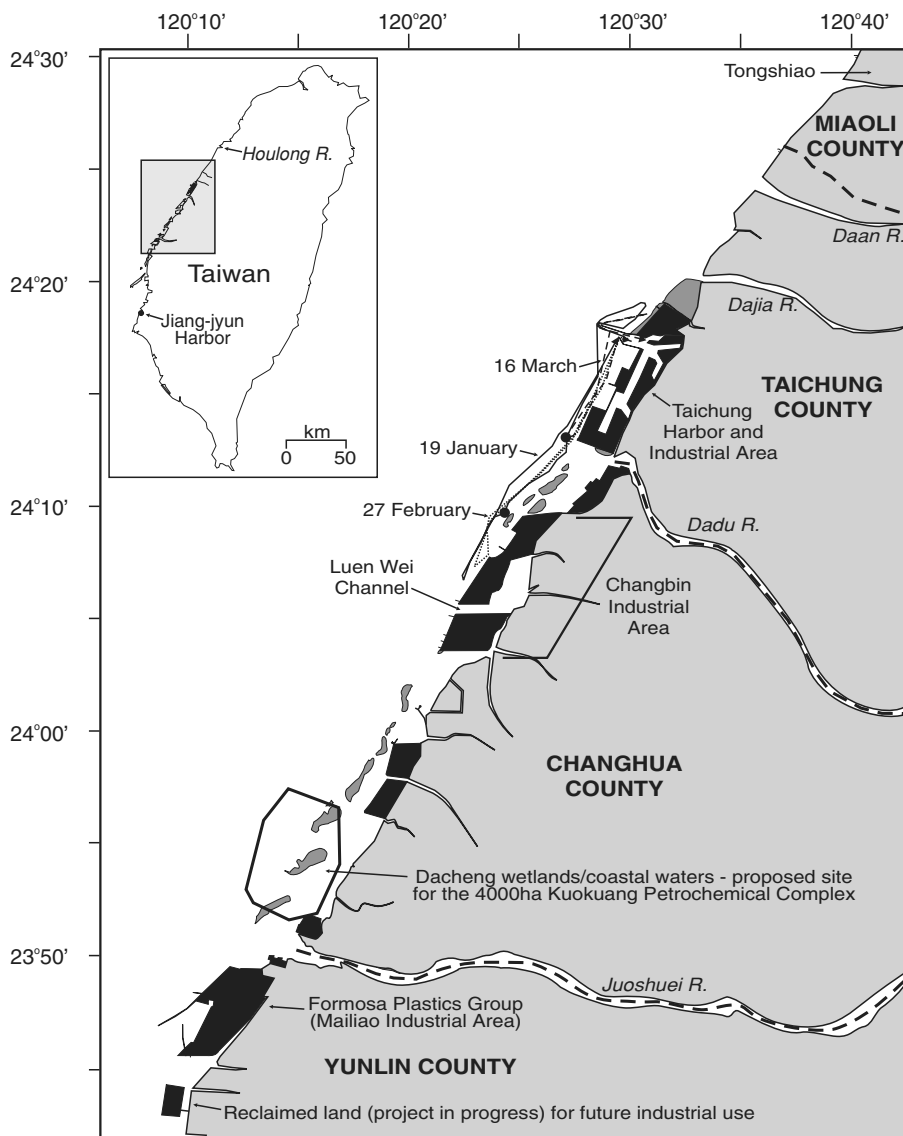 120°10’
120°20’
120°30’
120°40’
24°30’
24°20’
24°10’
24°00’
23°50’
Houlong R.
Taiwan
Jiang-jyun
Harbor
km
0
50
Tongshiao
MIAOLI
COUNTY
Daan R.
Dajia R.
16 March
TAICHUNG
COUNTY
Taichung
Harbor and
Industrial Area
19 January
27 February
Dadu R.
Luen Wei
Channel
Changbin
Industrial
Area
CHANGHUA
COUNTY
Dacheng wetlands/coastal waters - proposed site
for the 4000ha Kuokuang Petrochemical Complex
Juoshuei R.
Formosa Plastics Group
(Mailiao Industrial Area)
YUNLIN COUNTY
Reclaimed land (project in progress) for future industrial use